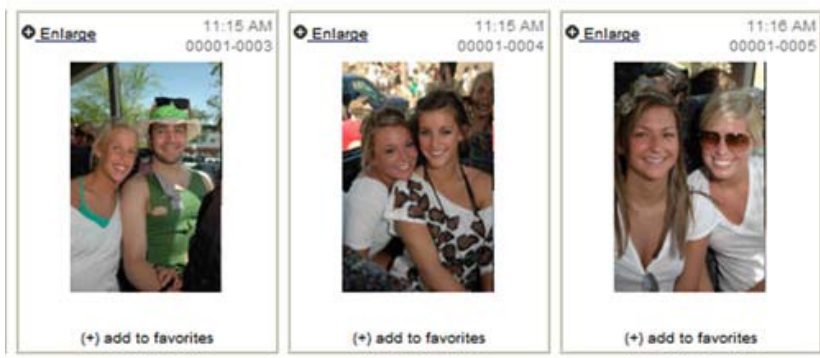 Enlarge 11:15 AM
00001-0003
(+) add to favorites
Enlarge 11:15 AM
00001-0004
(+) add to favorites
Enlarge 11:16 AM
00001-0005
(+) add to favorites